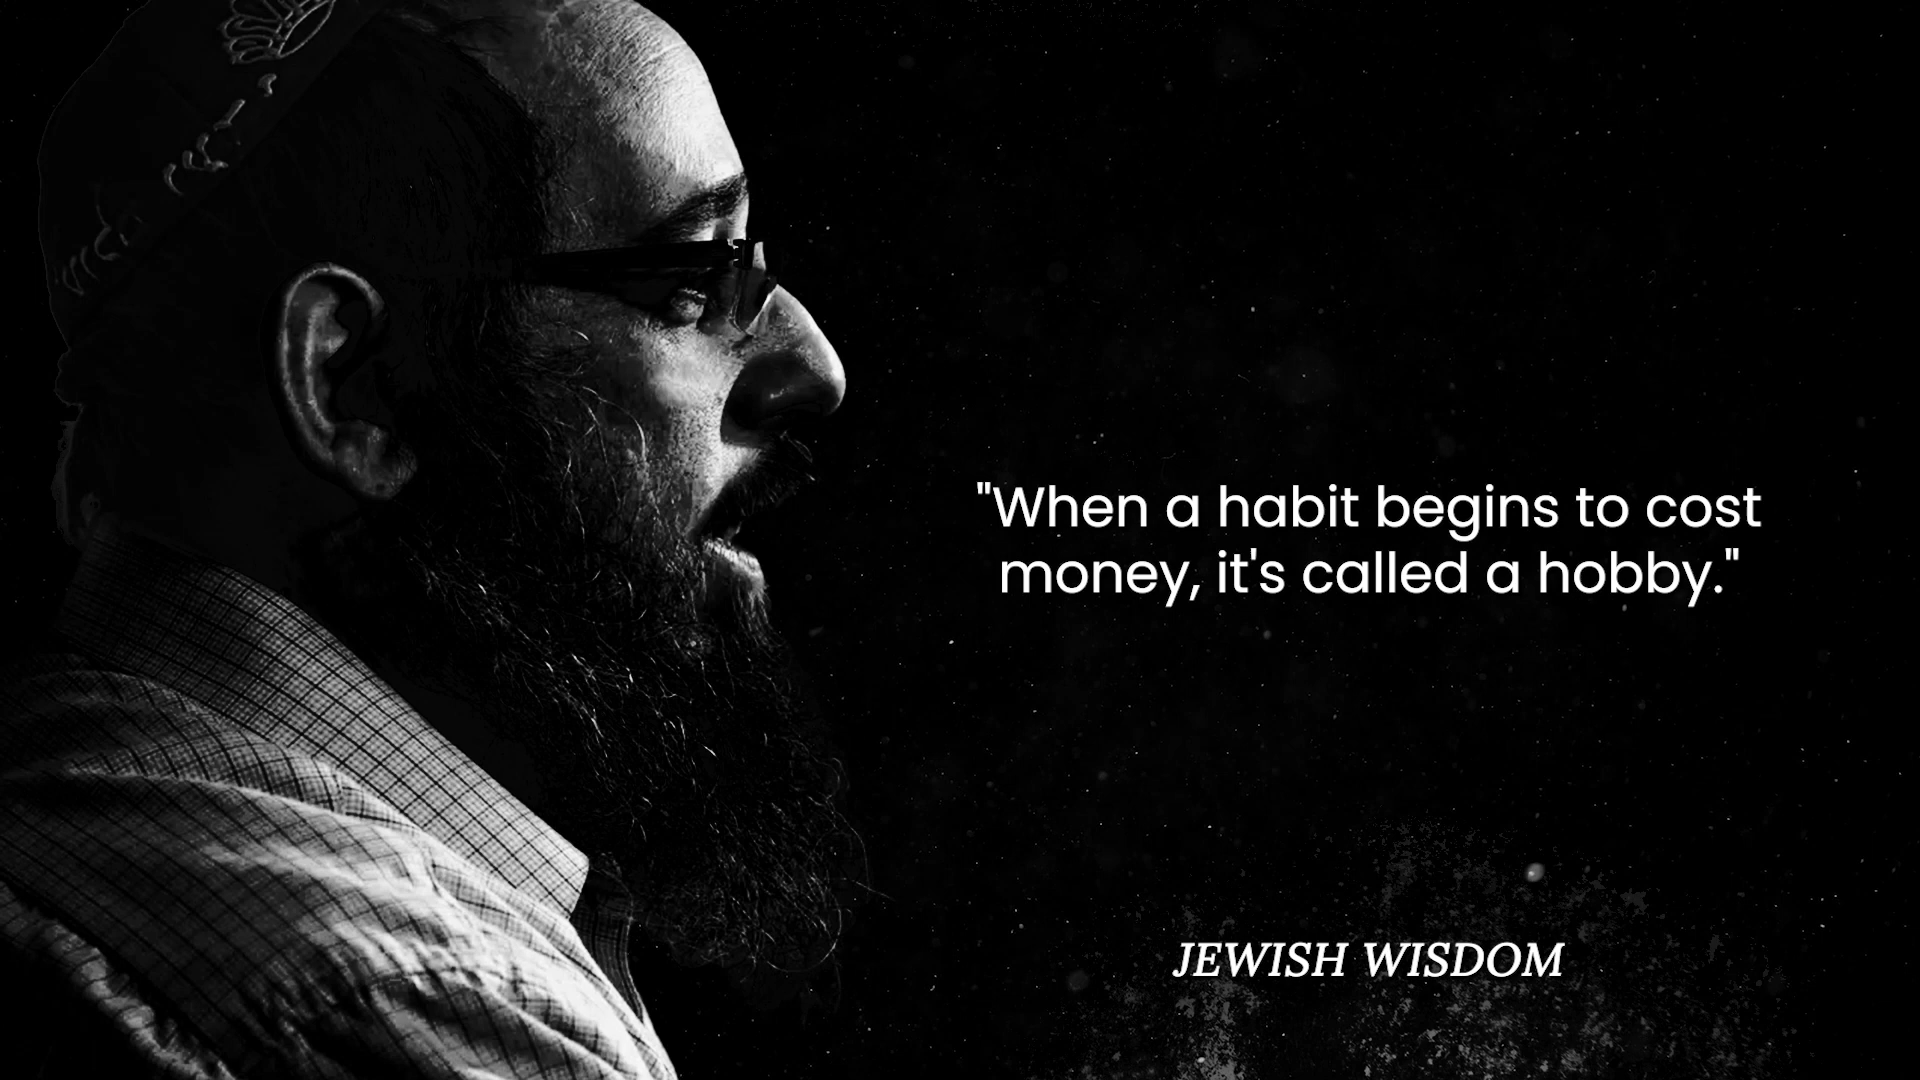 "When a habit begins to cost
money, it's called a hobby."
JEWISH WISDOM